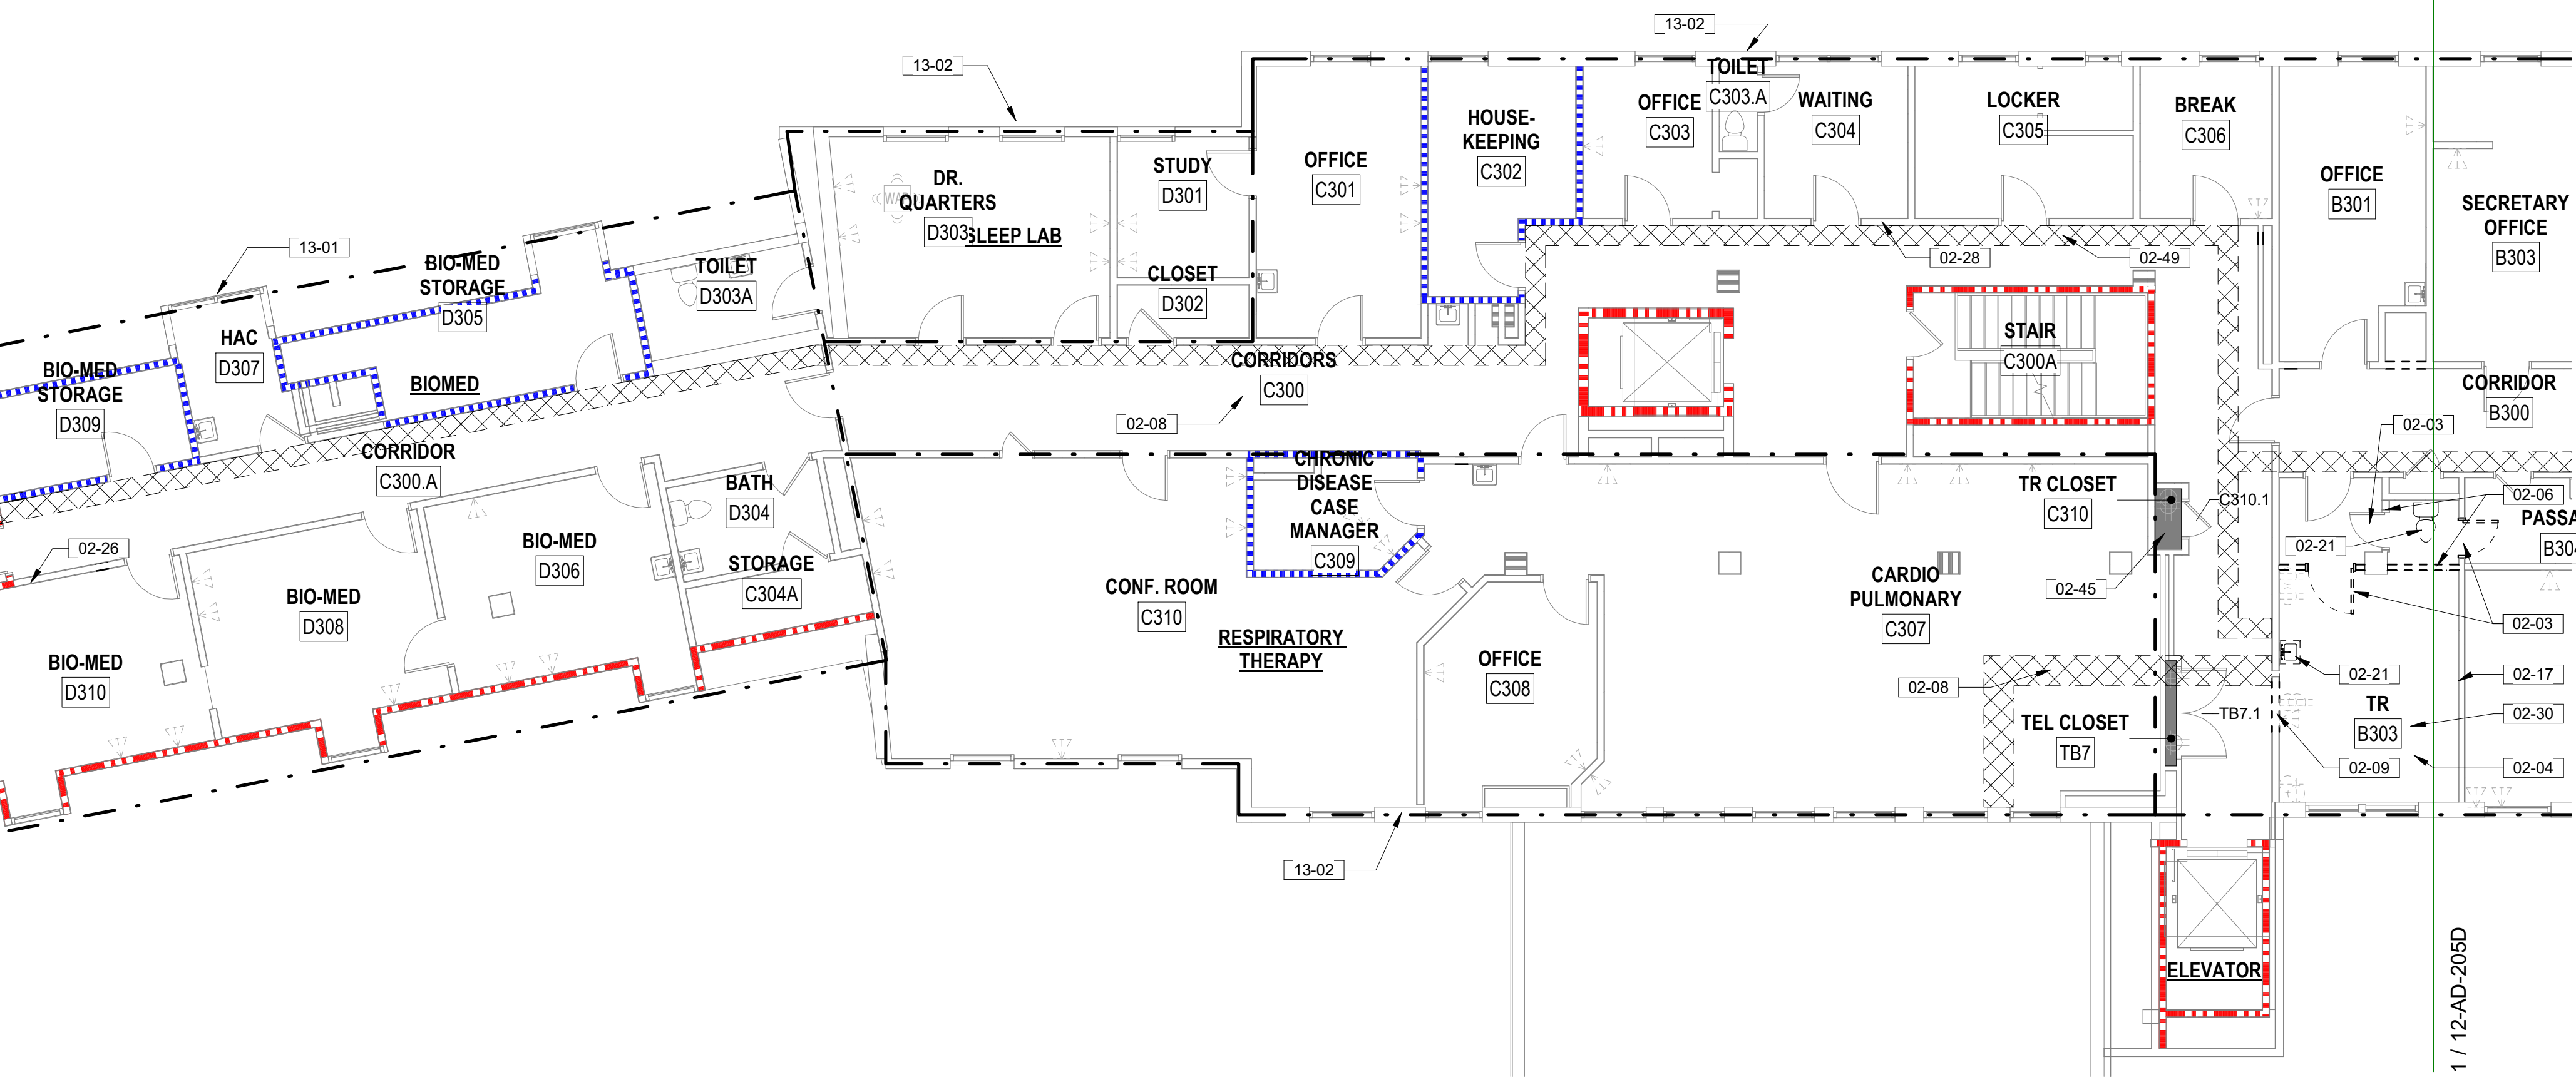 13-02
13-02
TOILET
C303.A
OFFICE
C303
WAITING
C304
LOCKER
C305
BREAK
C306
HOUSE-
KEEPING
C302
OFFICE
C301
STUDY
D301
DR.
QUARTERS
D303
SLEEP LAB
OFFICE
B301
SECRETARY
OFFICE
B303
13-01
BIO-MED
STORAGE
D305
TOILET
D303A
CLOSET
D302
02-28
02-49
HAC
D307
BIOMED
BIO-MED
STORAGE
D309
CORRIDORS
C300
STAIR
C300A
CORRIDOR
B300
02-08
02-03
CORRIDOR
C300.A
CHRONIC
DISEASE
CASE
MANAGER
C309
BATH
D304
TR CLOSET
C310
C310.1
02-06
PASSA
B304
02-21
02-26
BIO-MED
D306
STORAGE
C304A
CONF. ROOM
C310
CARDIO
PULMONARY
C307
02-45
BIO-MED
D308
02-03
RESPIRATORY
THERAPY
BIO-MED
D310
OFFICE
C308
02-08
02-21
02-17
TEL CLOSET
TB7
TB7.1
TR
B303
02-30
02-09
02-04
13-02
ELEVATOR
1 / 12-AD-205D